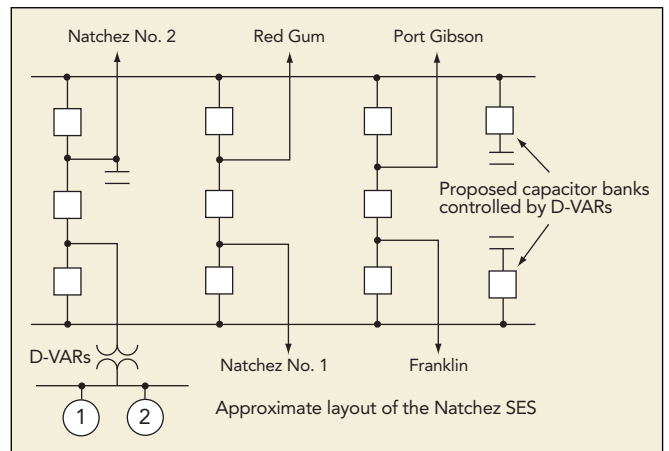 Natchez No. 2
Red Gum
Port Gibson
Proposed capacitor banks
controlled by D-VARs
D-VARs
Natchez No. 1
Franklin
1
2
Approximate layout of the Natchez SES